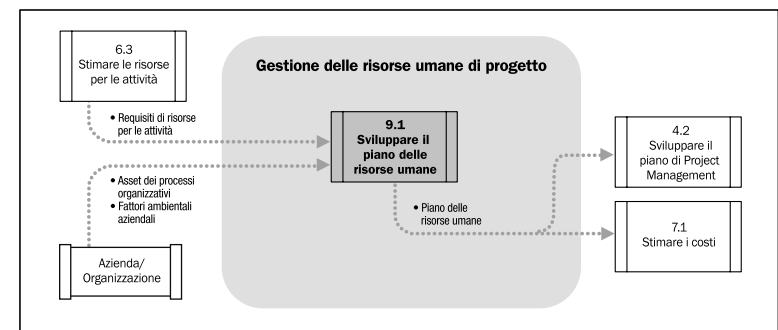 6.3
Stimare le risorse
per le attività
Gestione delle risorse umane di progetto
• Requisiti di risorse
per le attività
9.1
Sviluppare il
piano delle
risorse umane
4.2
Sviluppare il
piano di Project
Management
• Asset dei processi
organizzativi
• Fattori ambientali
aziendali
• Piano delle
risorse umane
7.1
Stimare i costi
Azienda/
Organizzazione